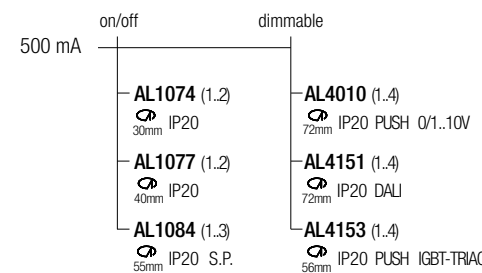 on/off dimmable
500 mA
AL1074 (1..2) AL4010 (1..4)
30mm IP20 72mm IP20 PUSH 0/1..10V
AL1077 (1..2) AL4151 (1..4)
40mm IP20 72mm IP20 DALI
AL1084 (1..3) AL4153 (1..4)
55mm IP20 S.P. 56mm IP20 PUSH IGBT-TRIAC